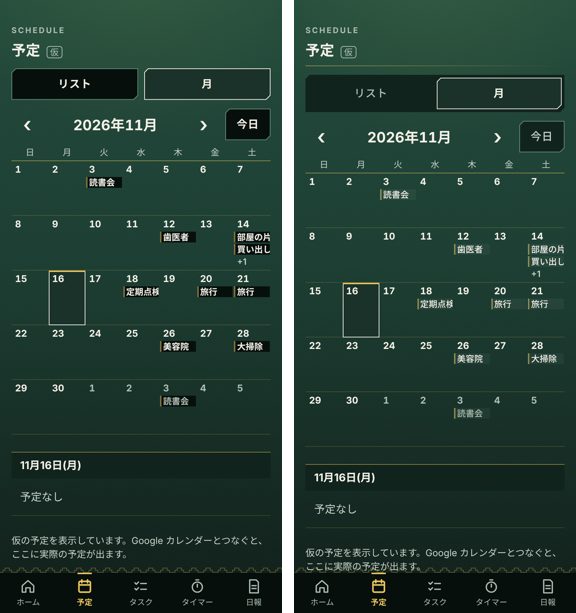 SCHEDULE
予定 仮
リスト 月
‹ 2026年11月 › 今日
日 月 火 水 木 金 土
1 2 3 4 5 6 7
読書会
8 9 10 11 12 13 14
歯医者 部屋の片
買い出し
+1
15 16 17 18 19 20 21
定期点検 旅行 旅行
22 23 24 25 26 27 28
美容院 大掃除
29 30 1 2 3 4 5
読書会
11月16日(月)
予定なし
仮の予定を表示しています。Google カレンダーとつなぐと、
ここに実際の予定が出ます。
ホーム 予定 タスク タイマー 日報
SCHEDULE
予定 仮
リスト 月
‹ 2026年11月 › 今日
日 月 火 水 木 金 土
1 2 3 4 5 6 7
読書会
8 9 10 11 12 13 14
歯医者 部屋の片
買い出し
+1
15 16 17 18 19 20 21
定期点検 旅行 旅行
22 23 24 25 26 27 28
美容院 大掃除
29 30 1 2 3 4 5
読書会
11月16日(月)
予定なし
仮の予定を表示しています。Google カレンダーとつなぐと、
ここに実際の予定が出ます。
ホーム 予定 タスク タイマー 日報